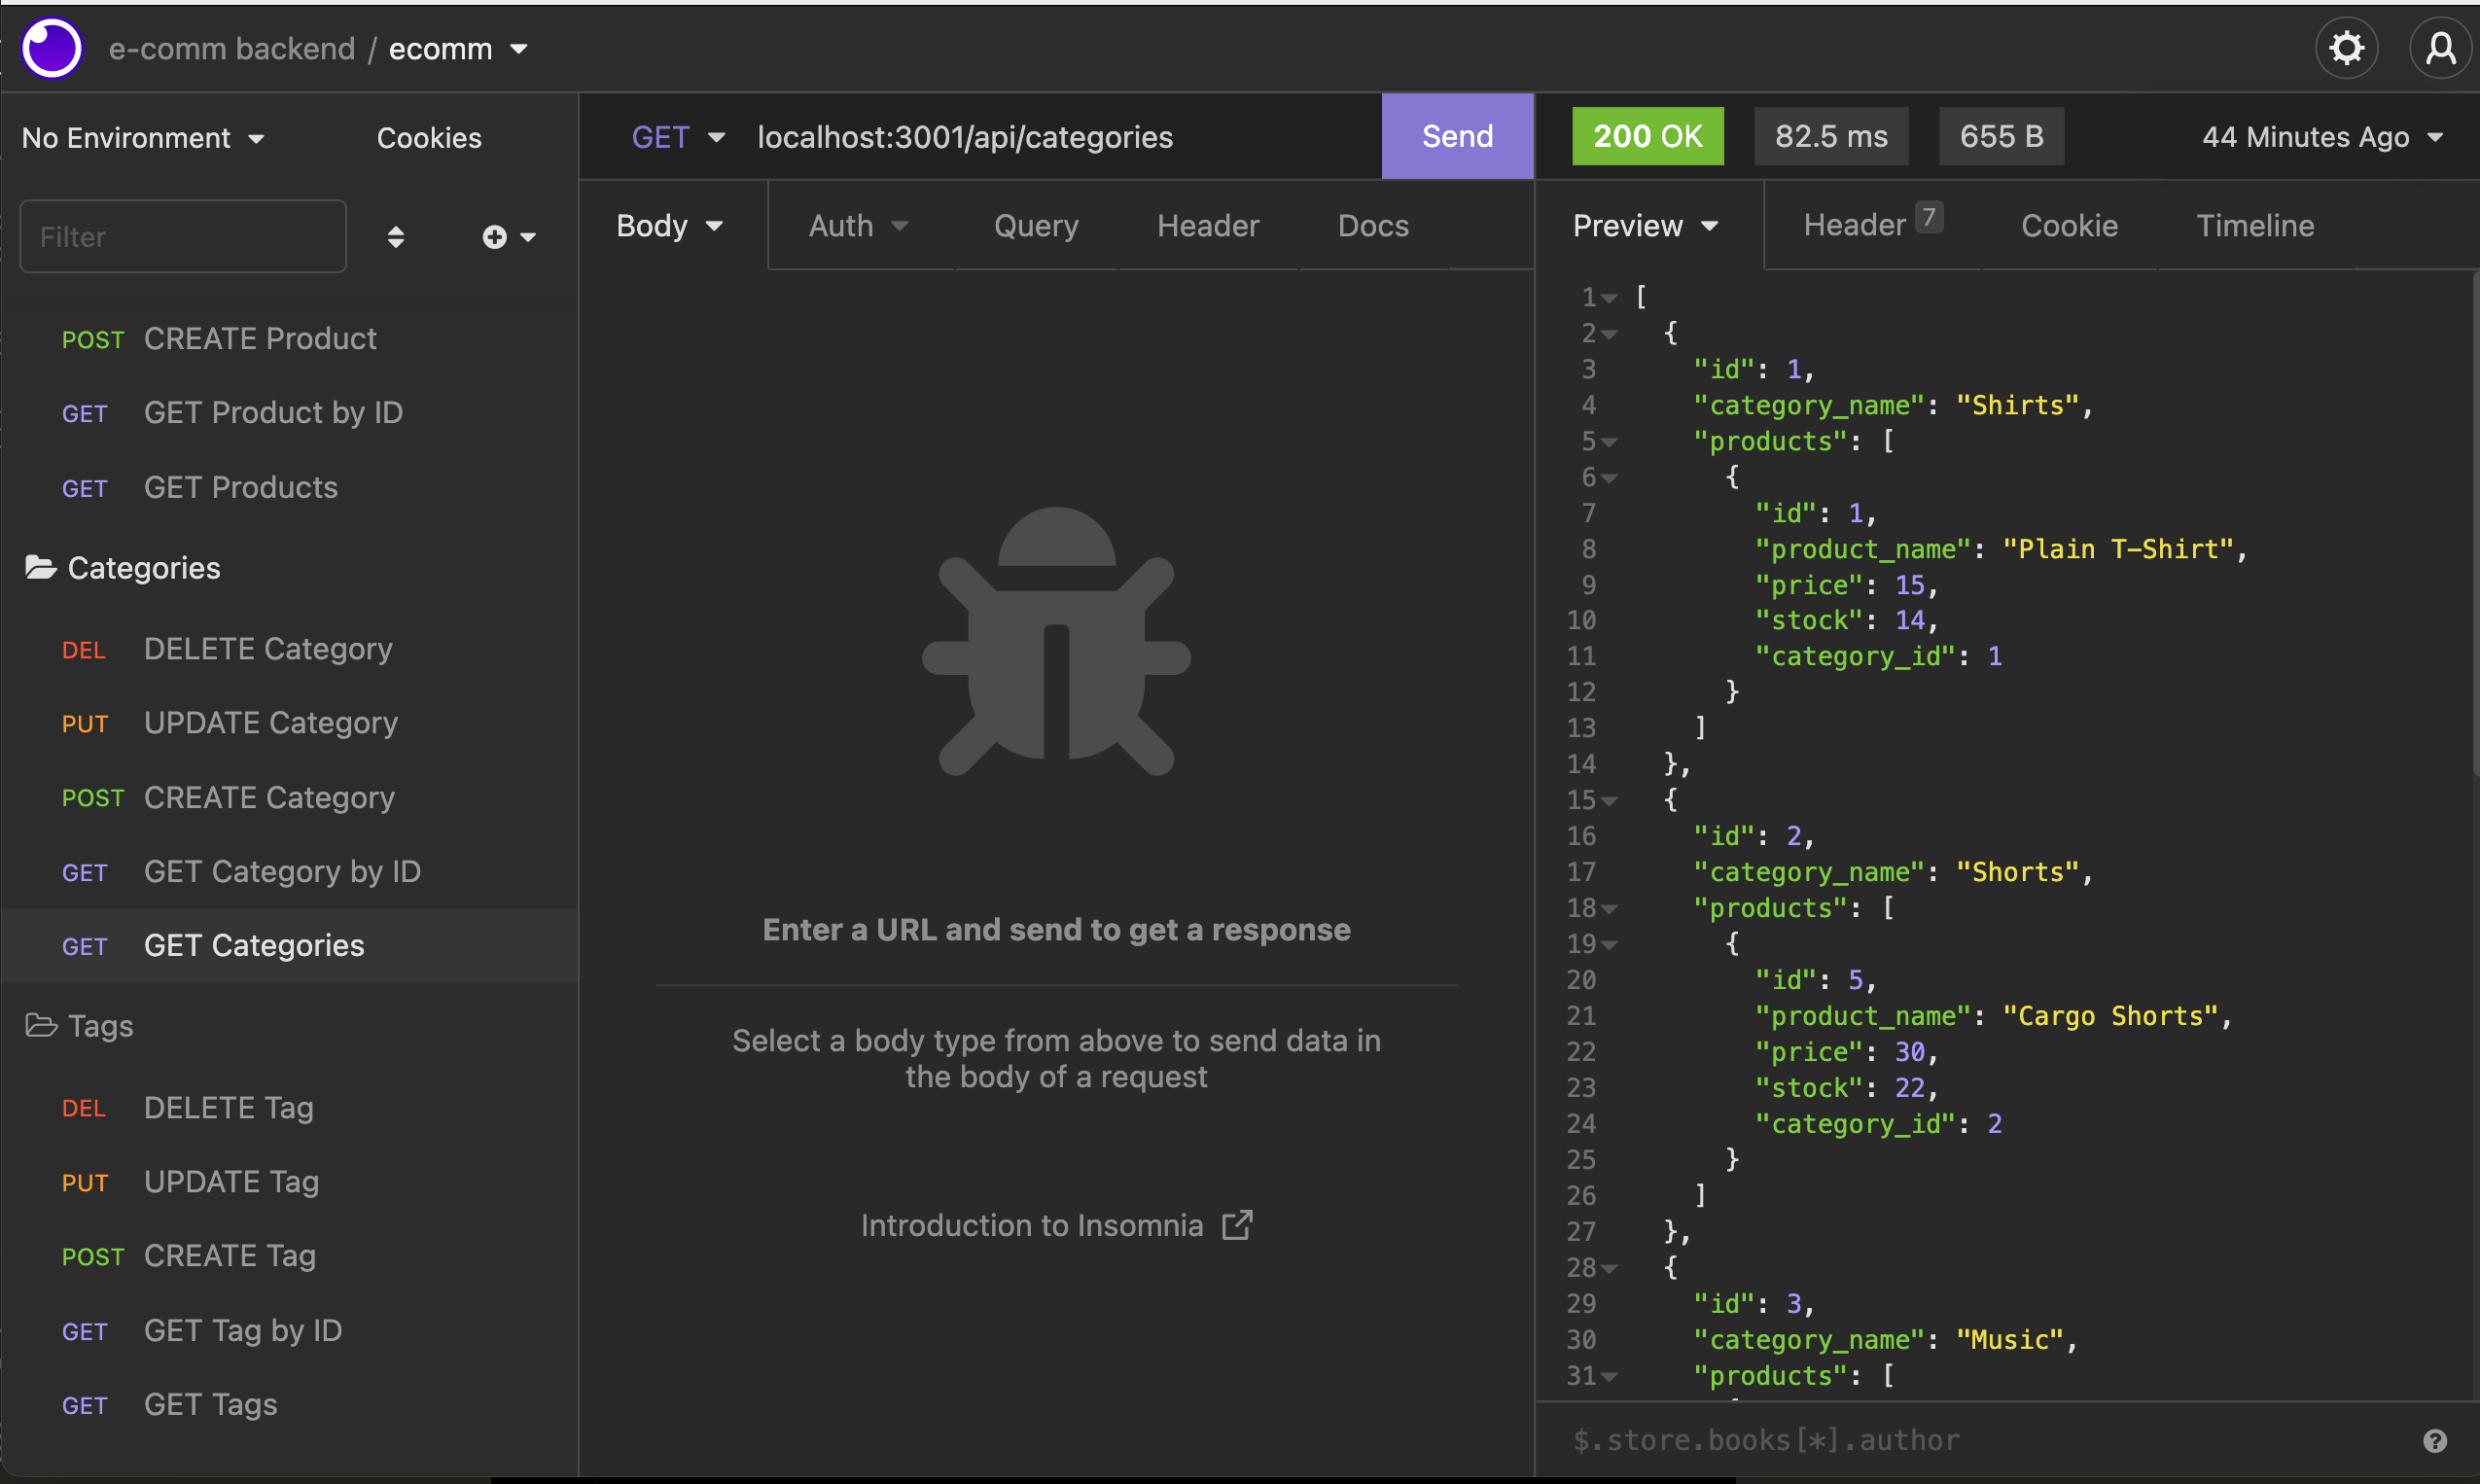 e-comm backend / ecomm
No Environment
Cookies
Filter
POST CREATE Product
GET GET Product by ID
GET GET Products
Categories
DEL DELETE Category
PUT UPDATE Category
POST CREATE Category
GET GET Category by ID
GET GET Categories
Tags
DEL DELETE Tag
PUT UPDATE Tag
POST CREATE Tag
GET GET Tag by ID
GET GET Tags
GET localhost:3001/api/categories Send
Body Auth Query Header Docs
Enter a URL and send to get a response
Select a body type from above to send data in
the body of a request
Introduction to Insomnia
200 OK 82.5 ms 655 B 44 Minutes Ago
Preview Header 7 Cookie Timeline
1 [
2 {
3 "id": 1,
4 "category_name": "Shirts",
5 "products": [
6 {
7 "id": 1,
8 "product_name": "Plain T-Shirt",
9 "price": 15,
10 "stock": 14,
11 "category_id": 1
12 }
13 ]
14 },
15 {
16 "id": 2,
17 "category_name": "Shorts",
18 "products": [
19 {
20 "id": 5,
21 "product_name": "Cargo Shorts",
22 "price": 30,
23 "stock": 22,
24 "category_id": 2
25 }
26 ]
27 },
28 {
29 "id": 3,
30 "category_name": "Music",
31 "products": [
$.store.books[*].author
?